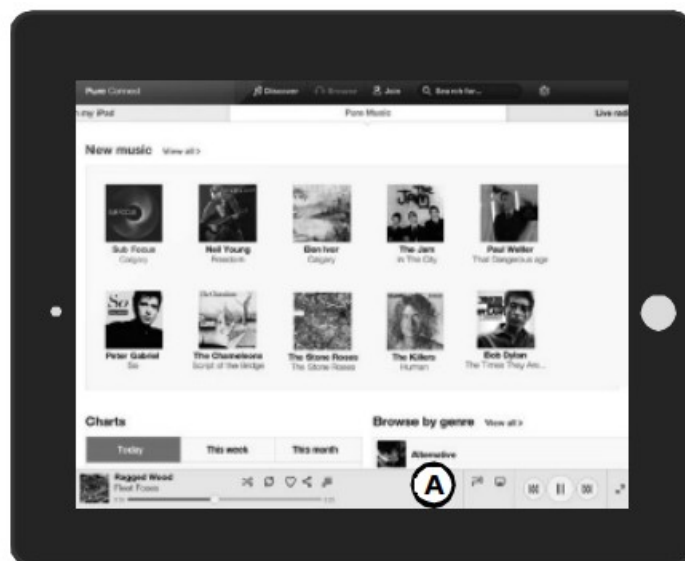 Pure Connect Discover Browse Join Search for...
n my iPod Pure Music Live radi
New music View all >
Sub Focus Neil Young Bon Iver The Jam Paul Weller
Calgary Freedom Calgary In The City That Dangerous age
Peter Gabriel The Chameleons The Stone Roses The Killers Bob Dylan
So Script of the Bridge The Stone Roses Human The Times They Are...
Charts Browse by genre View all >
Today This week This month Alternative
Ragged Wood
Fleet Foxes
A